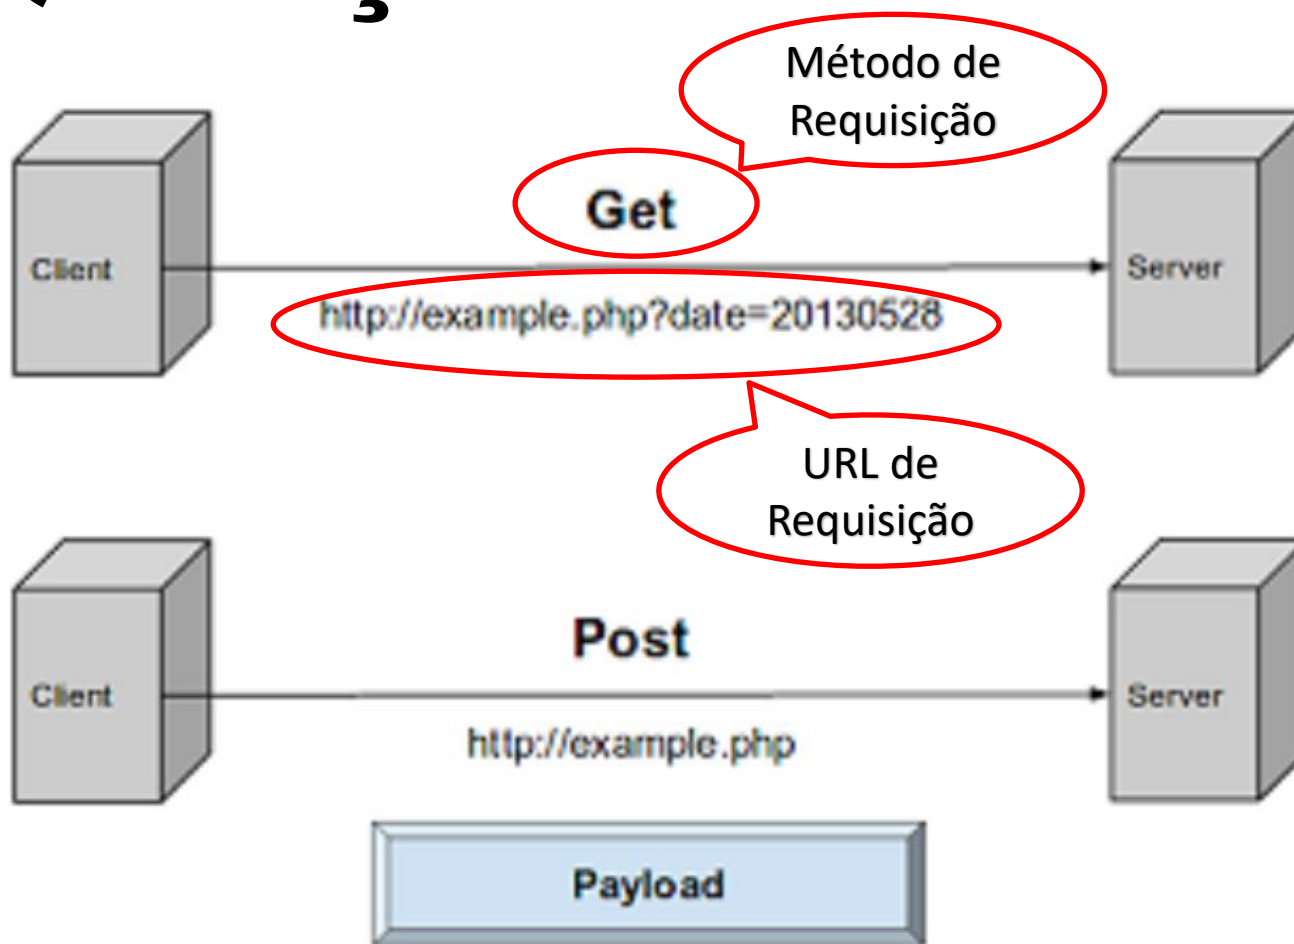 Método de
Requisição
Get
Client
Server
http://example.php?date=20130528
URL de
Requisição
Post
Client
Server
http://example.php
Payload